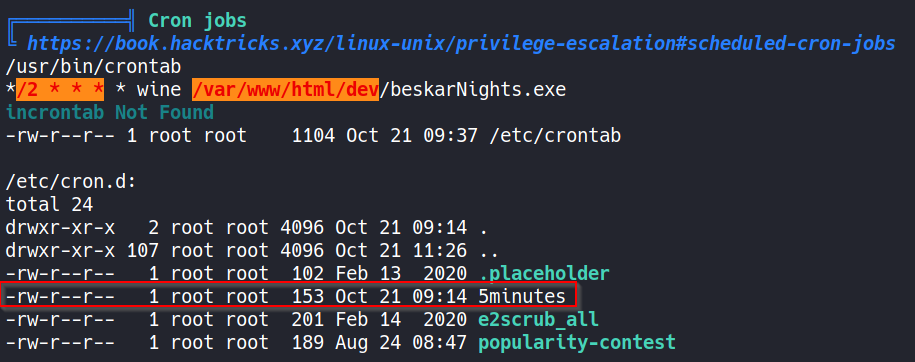 Cron jobs
https://book.hacktricks.xyz/linux-unix/privilege-escalation#scheduled-cron-jobs
/usr/bin/crontab
*/2 * * * * wine /var/www/html/dev/beskarNights.exe
incrontab Not Found
-rw-r--r-- 1 root root    1104 Oct 21 09:37 /etc/crontab
/etc/cron.d:
total 24
drwxr-xr-x   2 root root 4096 Oct 21 09:14 .
drwxr-xr-x 107 root root 4096 Oct 21 11:26 ..
-rw-r--r--   1 root root  102 Feb 13  2020 .placeholder
-rw-r--r--   1 root root  153 Oct 21 09:14 5minutes
-rw-r--r--   1 root root  201 Feb 14  2020 e2scrub_all
-rw-r--r--   1 root root  189 Aug 24 08:47 popularity-contest